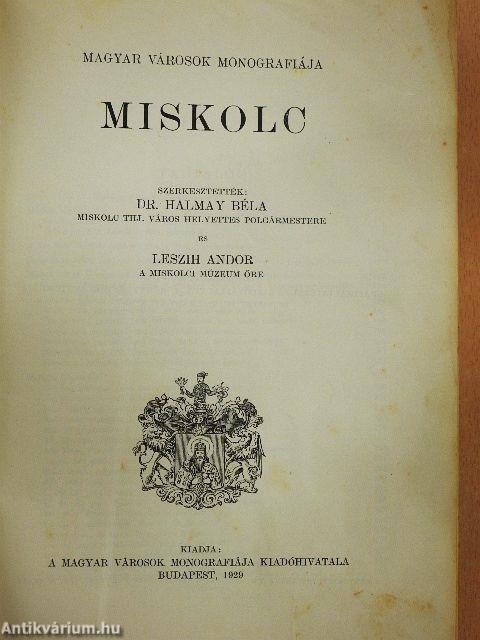 MAGYAR VÁROSOK MONOGRAFIÁJA
MISKOLC
SZERKESZTETTÉK:
DR. HALMAY BÉLA
MISKOLC THJ. VÁROS HELYETTES POLGÁRMESTERE
ÉS
LESZIH ANDOR
A MISKOLCI MÚZEUM ŐRE
KIADJA:
A MAGYAR VÁROSOK MONOGRAFIÁJA KIADÓHIVATALA
BUDAPEST, 1929
Antikvárium.hu